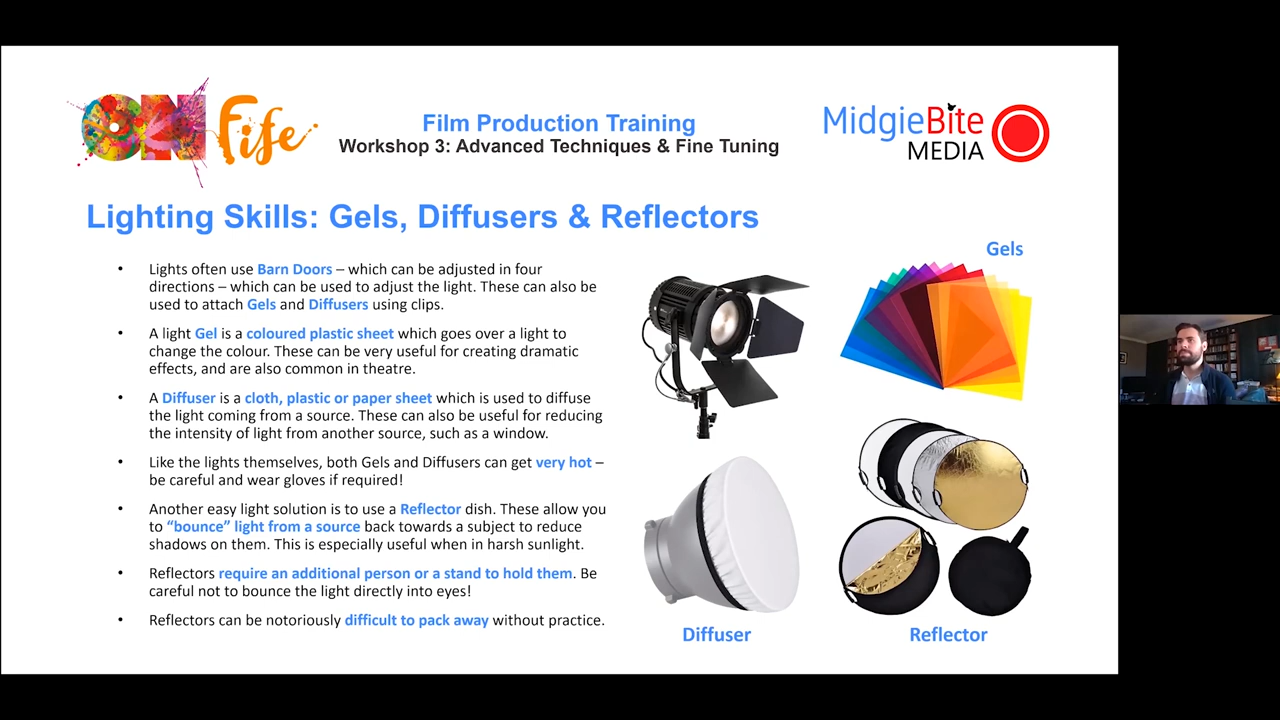 ON Fife
Film Production Training
Workshop 3: Advanced Techniques & Fine Tuning
MidgieBite
MEDIA
Lighting Skills: Gels, Diffusers & Reflectors
• Lights often use Barn Doors – which can be adjusted in four
directions – which can be used to adjust the light. These can also be
used to attach Gels and Diffusers using clips.
• A light Gel is a coloured plastic sheet which goes over a light to
change the colour. These can be very useful for creating dramatic
effects, and are also common in theatre.
• A Diffuser is a cloth, plastic or paper sheet which is used to diffuse
the light coming from a source. These can also be useful for reducing
the intensity of light from another source, such as a window.
• Like the lights themselves, both Gels and Diffusers can get very hot –
be careful and wear gloves if required!
• Another easy light solution is to use a Reflector dish. These allow you
to “bounce” light from a source back towards a subject to reduce
shadows on them. This is especially useful when in harsh sunlight.
• Reflectors require an additional person or a stand to hold them. Be
careful not to bounce the light directly into eyes!
• Reflectors can be notoriously difficult to pack away without practice.
Gels
Diffuser
Reflector